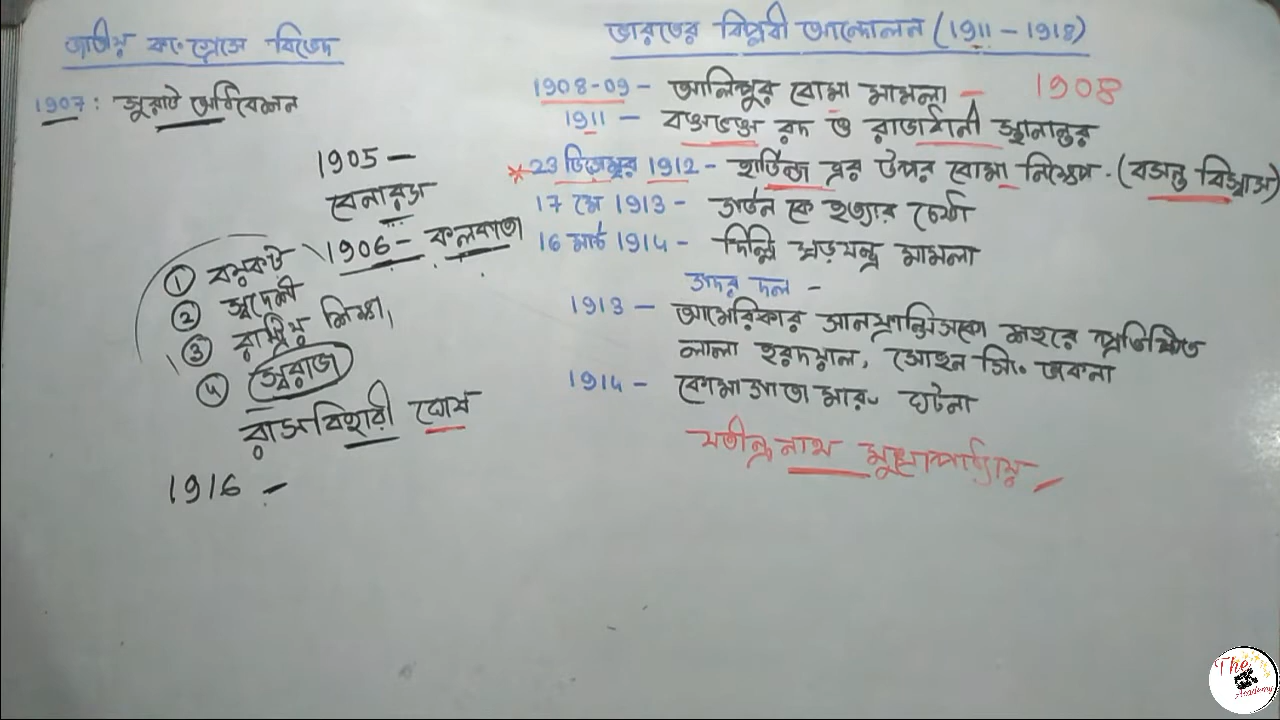 জাতীয় কংগ্রেসে বিভেদ
1907: সুরাট অধিবেশন
1905 –
বেনারস
1906 – কলকাতা
① বয়কট
② স্বদেশী
③ রাষ্ট্রিয় শিক্ষা
④ স্বরাজ
রাসবিহারী ঘোষ
1916 –
ভারতের বিপ্লবী আন্দোলন (1911 – 1918)
1908-09 – আলিপুর বোমা মামলা – 1908
1911 – বঙ্গভঙ্গ রদ ও রাজধানী স্থানান্তর
* 23 ডিসেম্বর 1912 – হার্ডিঞ্জ এর উপর বোমা নিক্ষেপ. (বসন্ত বিশ্বাস)
17 মে 1913 – গর্ডন কে হত্যার চেষ্টা
16 মার্চ 1914 – দিল্লি ষড়যন্ত্র মামলা
গদর দল –
1913 – আমেরিকার সানফ্রান্সিসকো শহরে প্রতিষ্ঠিত
লালা হরদয়াল, সোহন সিং ভকনা
1914 – কোমাগাতা মারু ঘটনা
যতীন্দ্রনাথ মুখোপাধ্যায়
The
Academy